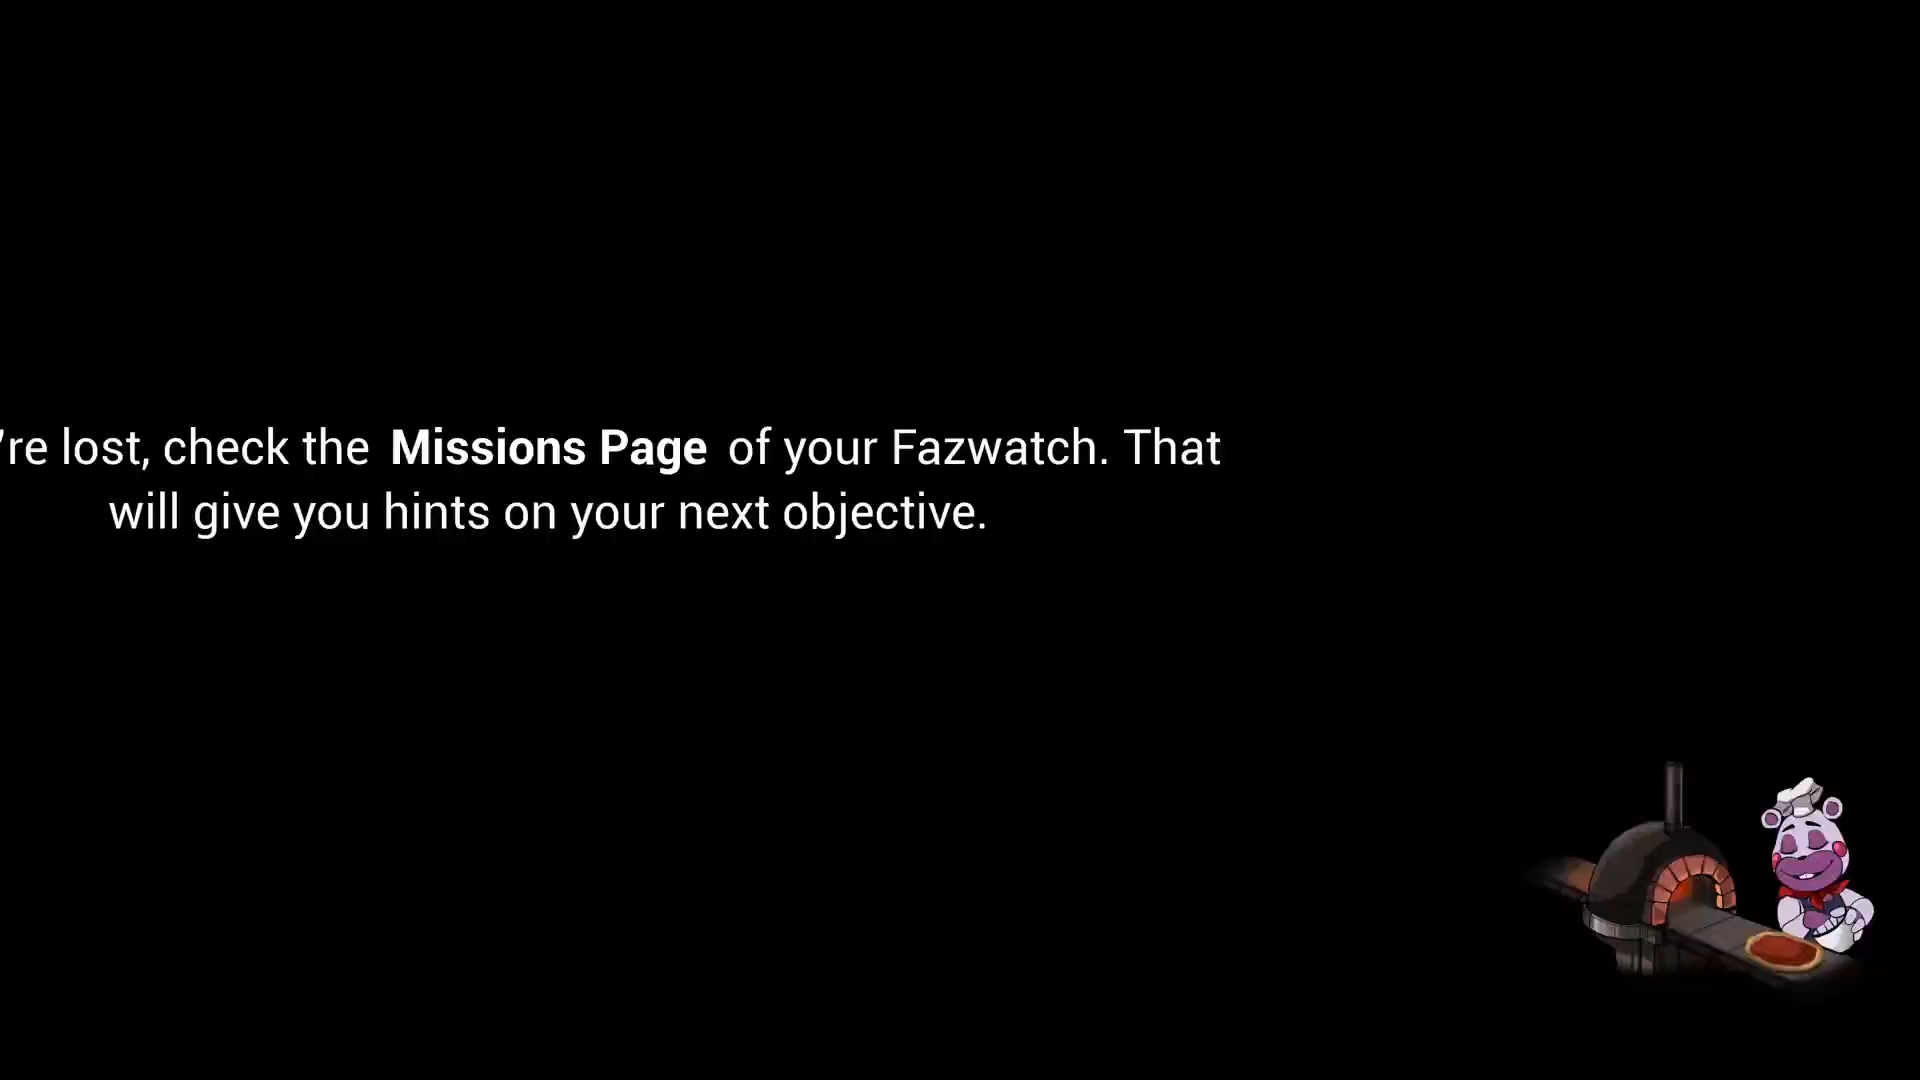 're lost, check the Missions Page of your Fazwatch. That
will give you hints on your next objective.